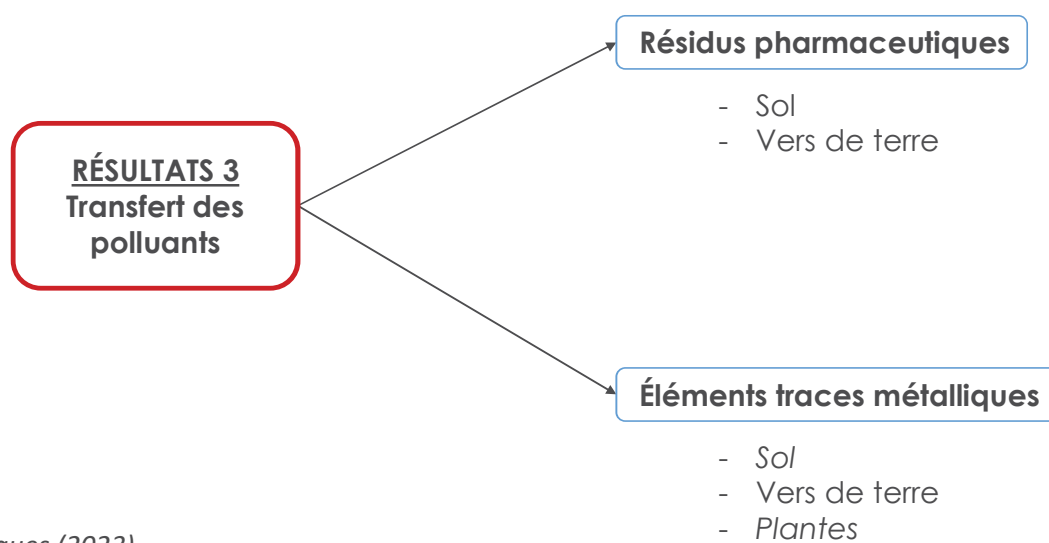 Résidus pharmaceutiques
- Sol
- Vers de terre
RÉSULTATS 3
Transfert des
polluants
Éléments traces métalliques
- Sol
- Vers de terre
- Plantes
(2023)